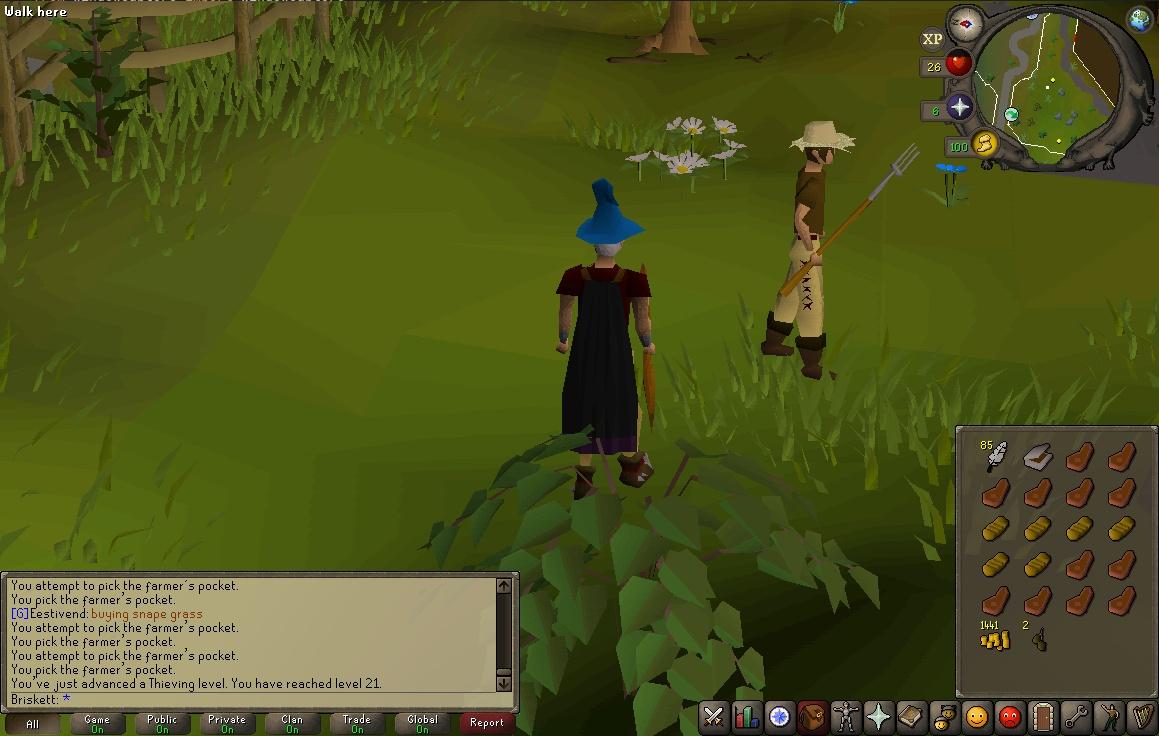 Walk here
XP
26
6
100
85
1441
2
You attempt to pick the farmer's pocket.
You pick the farmer's pocket.
[G]Eestivend: buying snape grass
You attempt to pick the farmer's pocket.
You pick the farmer's pocket.
You attempt to pick the farmer's pocket.
You pick the farmer's pocket.
You've just advanced a Thieving level. You have reached level 21.
Briskett: *
All
Game
On
Public
On
Private
On
Clan
On
Trade
On
Global
On
Report